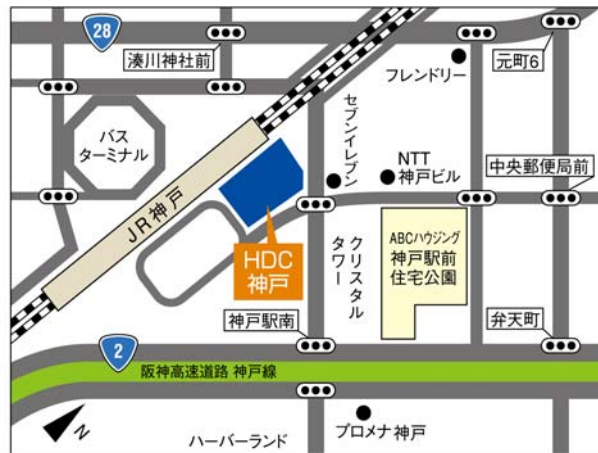 28
湊川神社前
元町6
フレンドリー
バス
ターミナル
セブンイレブン
NTT
神戸ビル
中央郵便局前
JR神戸
HDC
神戸
クリスタル
タワー
ABCハウジング
神戸駅前
住宅公園
神戸駅南
弁天町
2
阪神高速道路 神戸線
N
ハーバーランド
プロメナ神戸